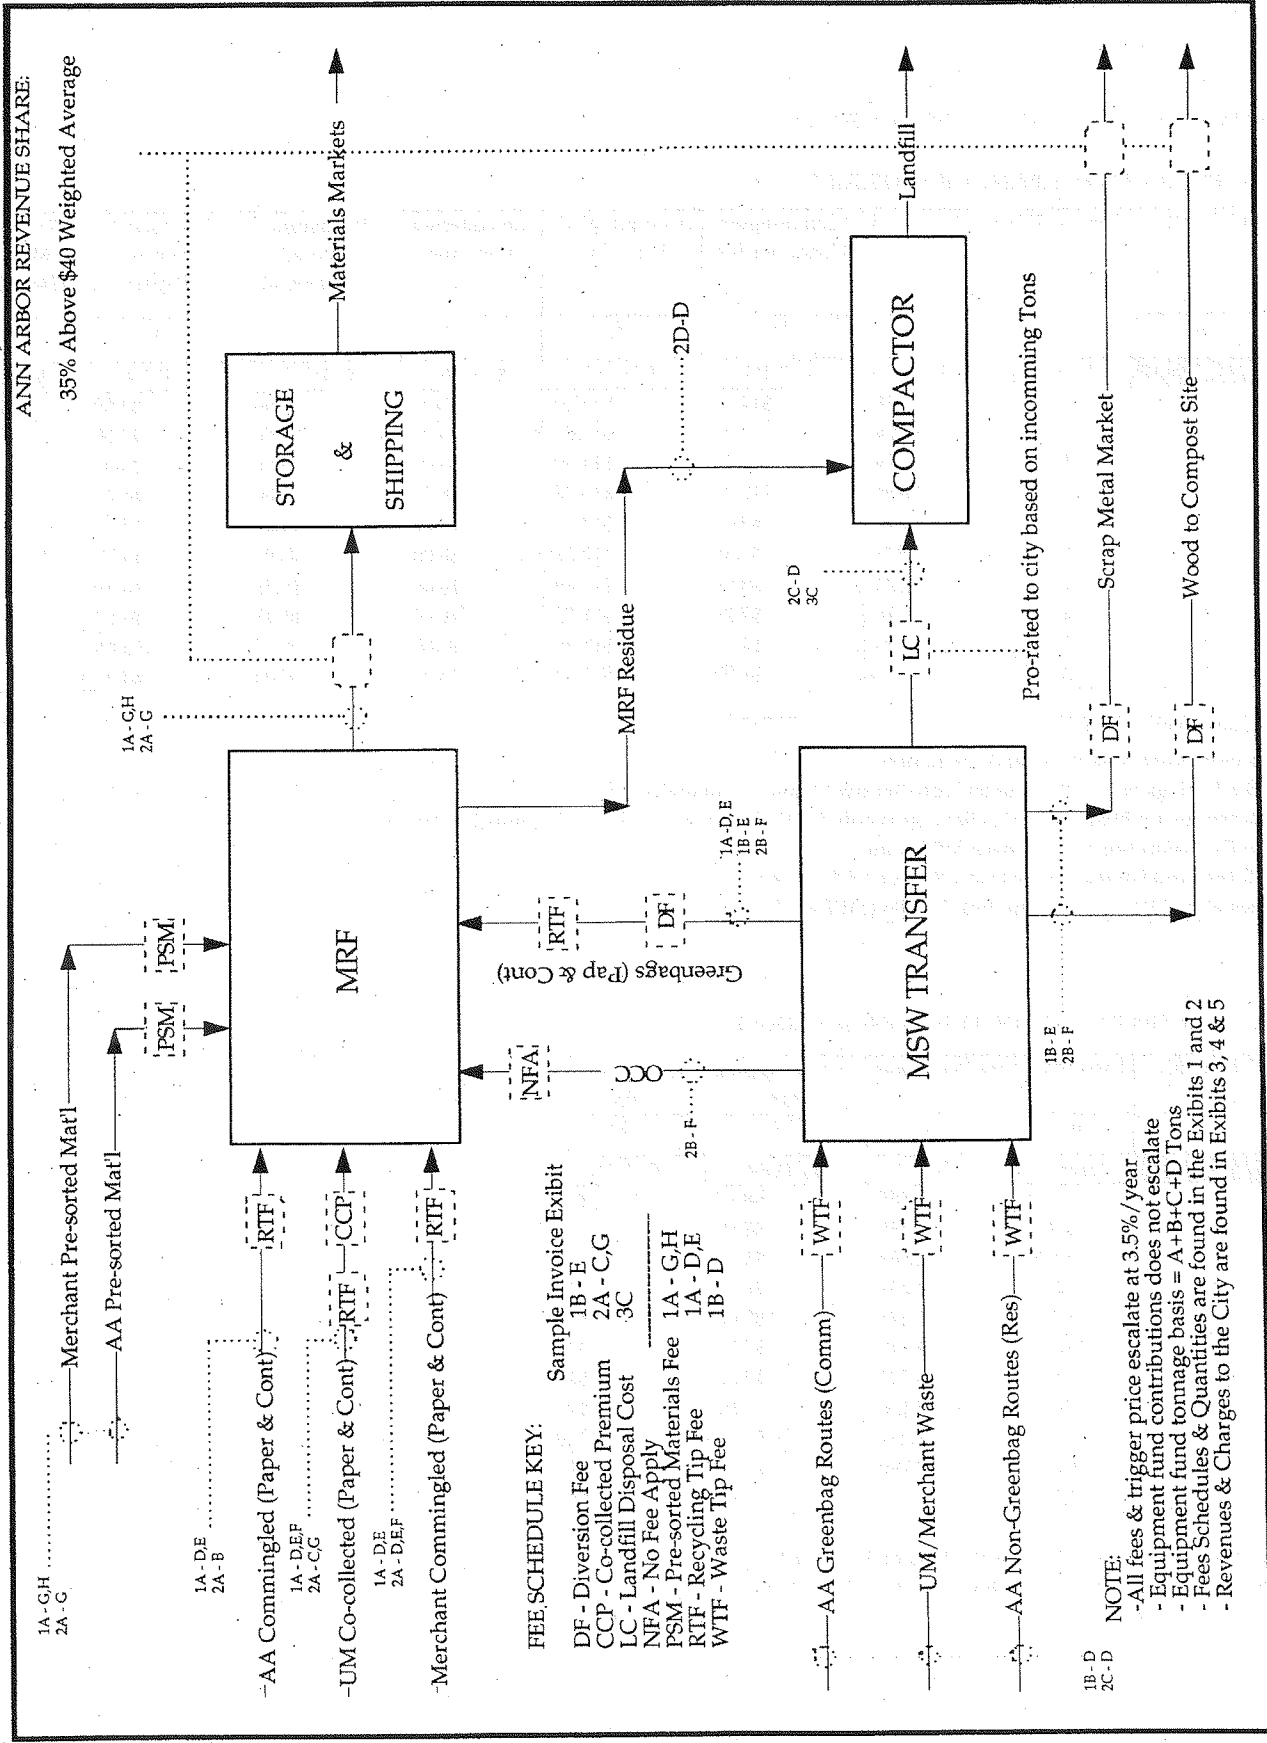 ANN ARBOR REVENUE SHARE:
35% Above $40 Weighted Average
1A - G,H
2A - G
Merchant Pre-sorted Mat'l
AA Pre-sorted Mat'l
PSM
PSM
1A - G,H
2A - G
1A - D,E
2A - B
AA Commingled (Paper & Cont)
RTF
1A - D,E,F
2A - C,G
UM Co-collected (Paper & Cont)
RTF
CCP
1A - D,E
2A - D,E,F
Merchant Commingled (Paper & Cont)
RTF
MRF
STORAGE
&
SHIPPING
Materials Markets
FEE SCHEDULE KEY:
Sample Invoice Exhibit
DF - Diversion Fee 1B - E
CCP - Co-collected Premium 2A - C,G
LC - Landfill Disposal Cost 3C
NFA - No Fee Apply
PSM - Pre-sorted Materials Fee 1A - G,H
RTF - Recycling Tip Fee 1A - D,E
WTF - Waste Tip Fee 1B - D
NFA
OCC
2B - F
RTF
DF
Greenbags (Pap & Cont)
1A - D,E
1B - E
2B - F
MRF Residue
2D-D
AA Greenbag Routes (Comm)
WTF
UM/Merchant Waste
WTF
AA Non-Greenbag Routes (Res)
WTF
1B - D
2C - D
MSW TRANSFER
LC
2C - D
3C
COMPACTOR
Landfill
Pro-rated to city based on incomming Tons
1B - E
2B - F
DF
Scrap Metal Market
DF
Wood to Compost Site
NOTE:
-All fees & trigger price escalate at 3.5%/year
- Equipment fund contributions does not escalate
- Equipment fund tonnage basis = A+B+C+D Tons
- Fees Schedules & Quantities are found in the Exhibits 1 and 2
- Revenues & Charges to the City are found in Exhibits 3, 4 & 5